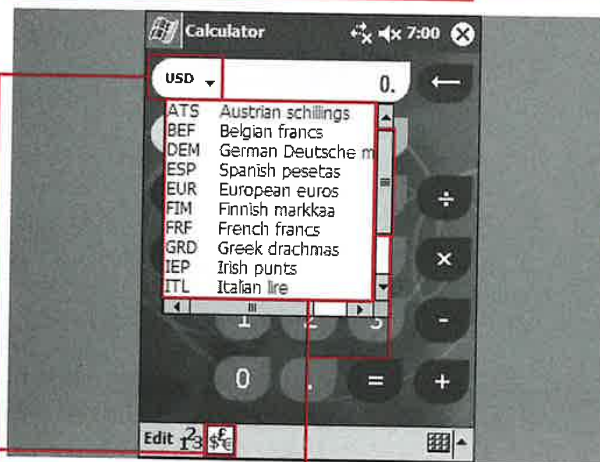 Calculator 7:00
USD 0.
ATS Austrian schillings
BEF Belgian francs
DEM German Deutsche m
ESP Spanish pesetas
EUR European euros
FIM Finnish markkaa
FRF French francs
GRD Greek drachmas
IEP Irish punts
ITL Italian lire
÷
×
1 2 3 -
0 . = +
Edit 123 $£€